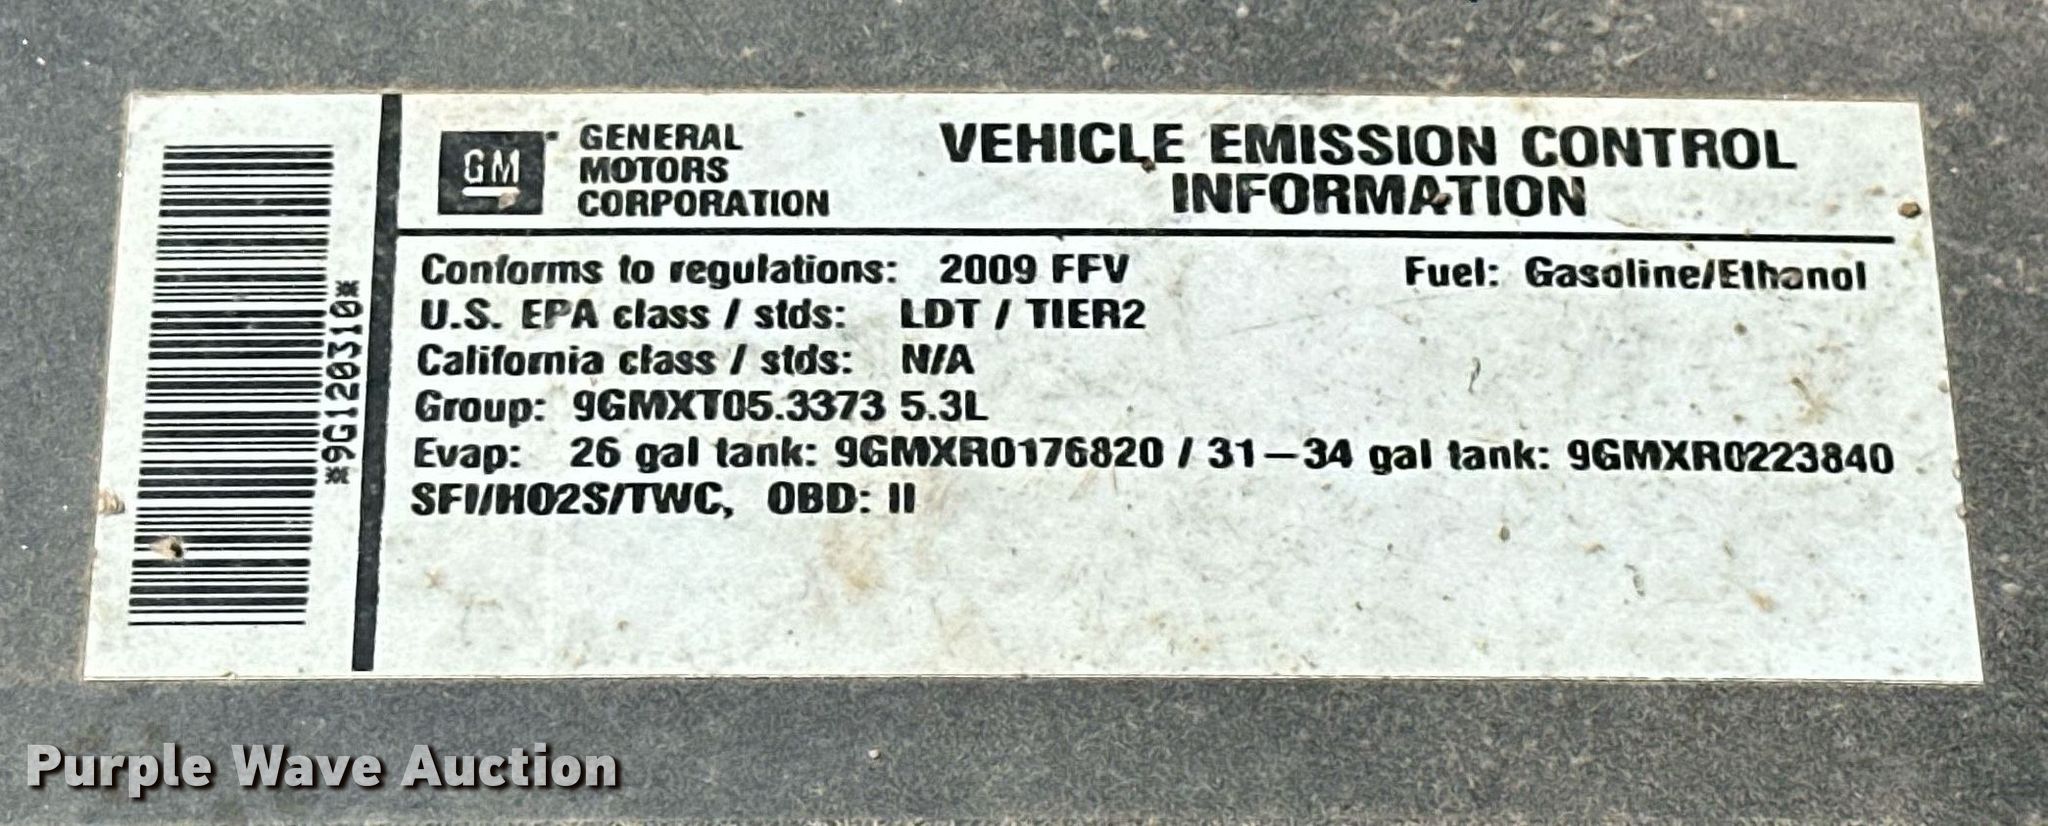 GM
GENERAL
MOTORS
CORPORATION
VEHICLE EMISSION CONTROL
INFORMATION
Conforms to regulations: 2009 FFV Fuel: Gasoline/Ethanol
U.S. EPA class / stds: LDT / TIER2
California class / stds: N/A
Group: 9GMXT05.3373 5.3L
Evap: 26 gal tank: 9GMXR0176820 / 31–34 gal tank: 9GMXR0223840
SFI/HO2S/TWC, OBD: II
*9G120310*
Purple Wave Auction